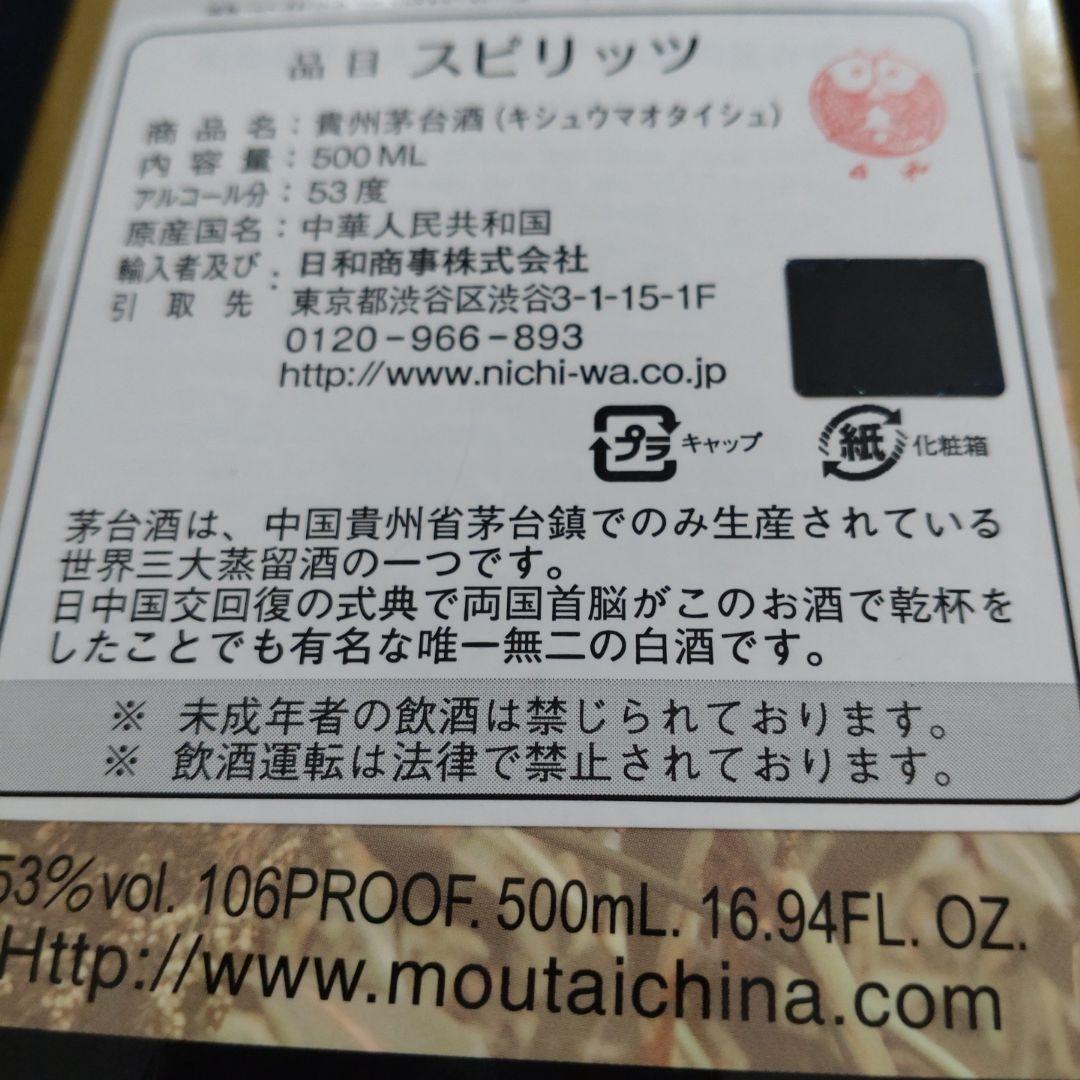 品目 スピリッツ
商品名：貴州茅台酒（キシュウマオタイシュ）
内容量：500ML
アルコール分：53度
原産国名：中華人民共和国
輸入者及び引取先：日和商事株式会社
東京都渋谷区渋谷3-1-15-1F
0120-966-893
http://www.nichi-wa.co.jp
日和
プラ キャップ
紙 化粧箱
茅台酒は、中国貴州省茅台鎮でのみ生産されている
世界三大蒸留酒の一つです。
日中国交回復の式典で両国首脳がこのお酒で乾杯を
したことでも有名な唯一無二の白酒です。
※ 未成年者の飲酒は禁じられております。
※ 飲酒運転は法律で禁止されております。
53%vol. 106PROOF. 500mL. 16.94FL. OZ.
Http://www.moutaichina.com